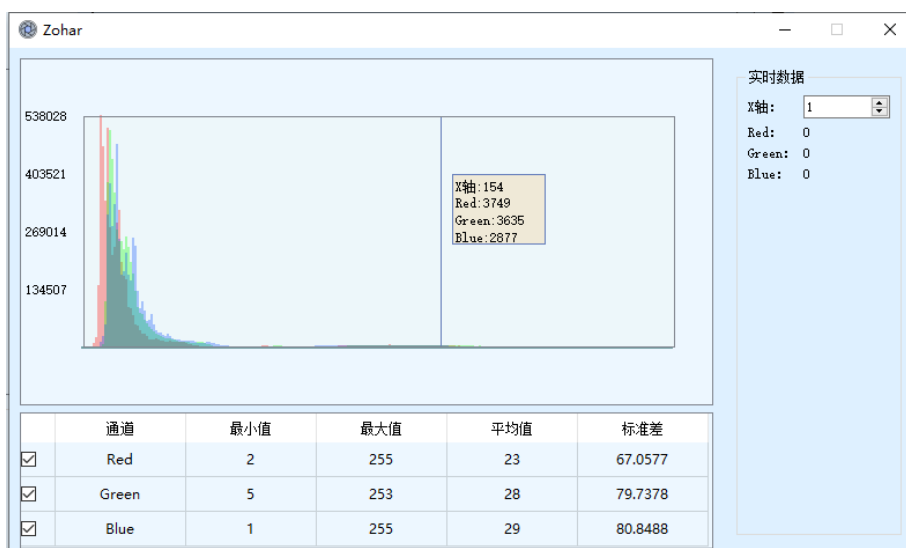 Zohar
538028
403521
269014
134507
X轴:154
Red:3749
Green:3635
Blue:2877
实时数据
X轴: 1
Red: 0
Green: 0
Blue: 0
通道 最小值 最大值 平均值 标准差
Red 2 255 23 67.0577
Green 5 253 28 79.7378
Blue 1 255 29 80.8488